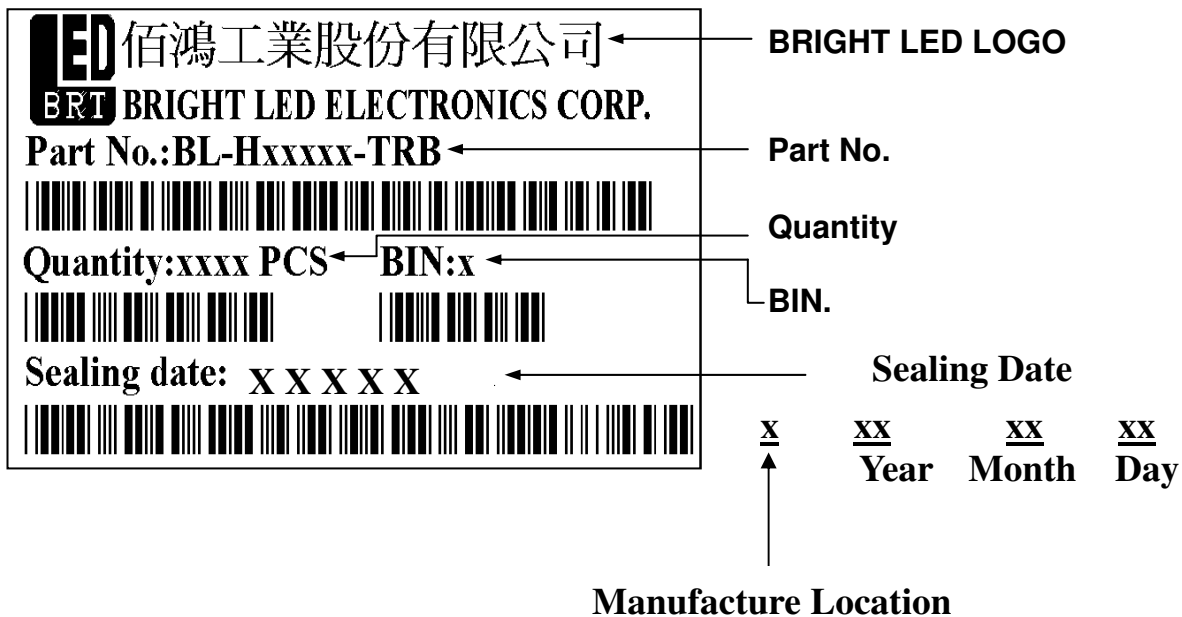 LED 佰鴻工業股份有限公司 BRIGHT LED LOGO
BRT BRIGHT LED ELECTRONICS CORP.
Part No.:BL-Hxxxxx-TRB Part No.
Quantity
Quantity:xxxx PCS BIN:x
BIN.
Sealing date: X X X X X Sealing Date
x xx xx xx
Year Month Day
Manufacture Location